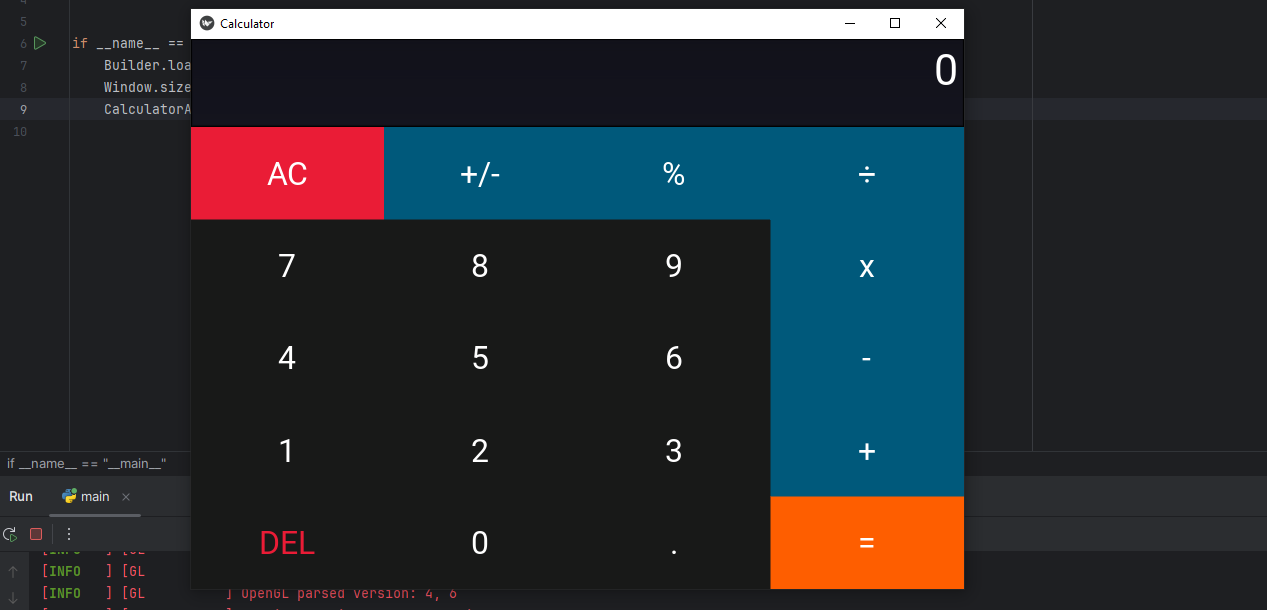 Calculator
5
6 if __name__ ==
7 Builder.loa
8 Window.size
9 CalculatorA
10
0
AC +/- % ÷
7 8 9 x
4 5 6 -
1 2 3 +
DEL 0 . =
if __name__ == "__main__"
Run main
[INFO ] [GL
[INFO ] [GL ] OpenGL parsed version: 4, 6